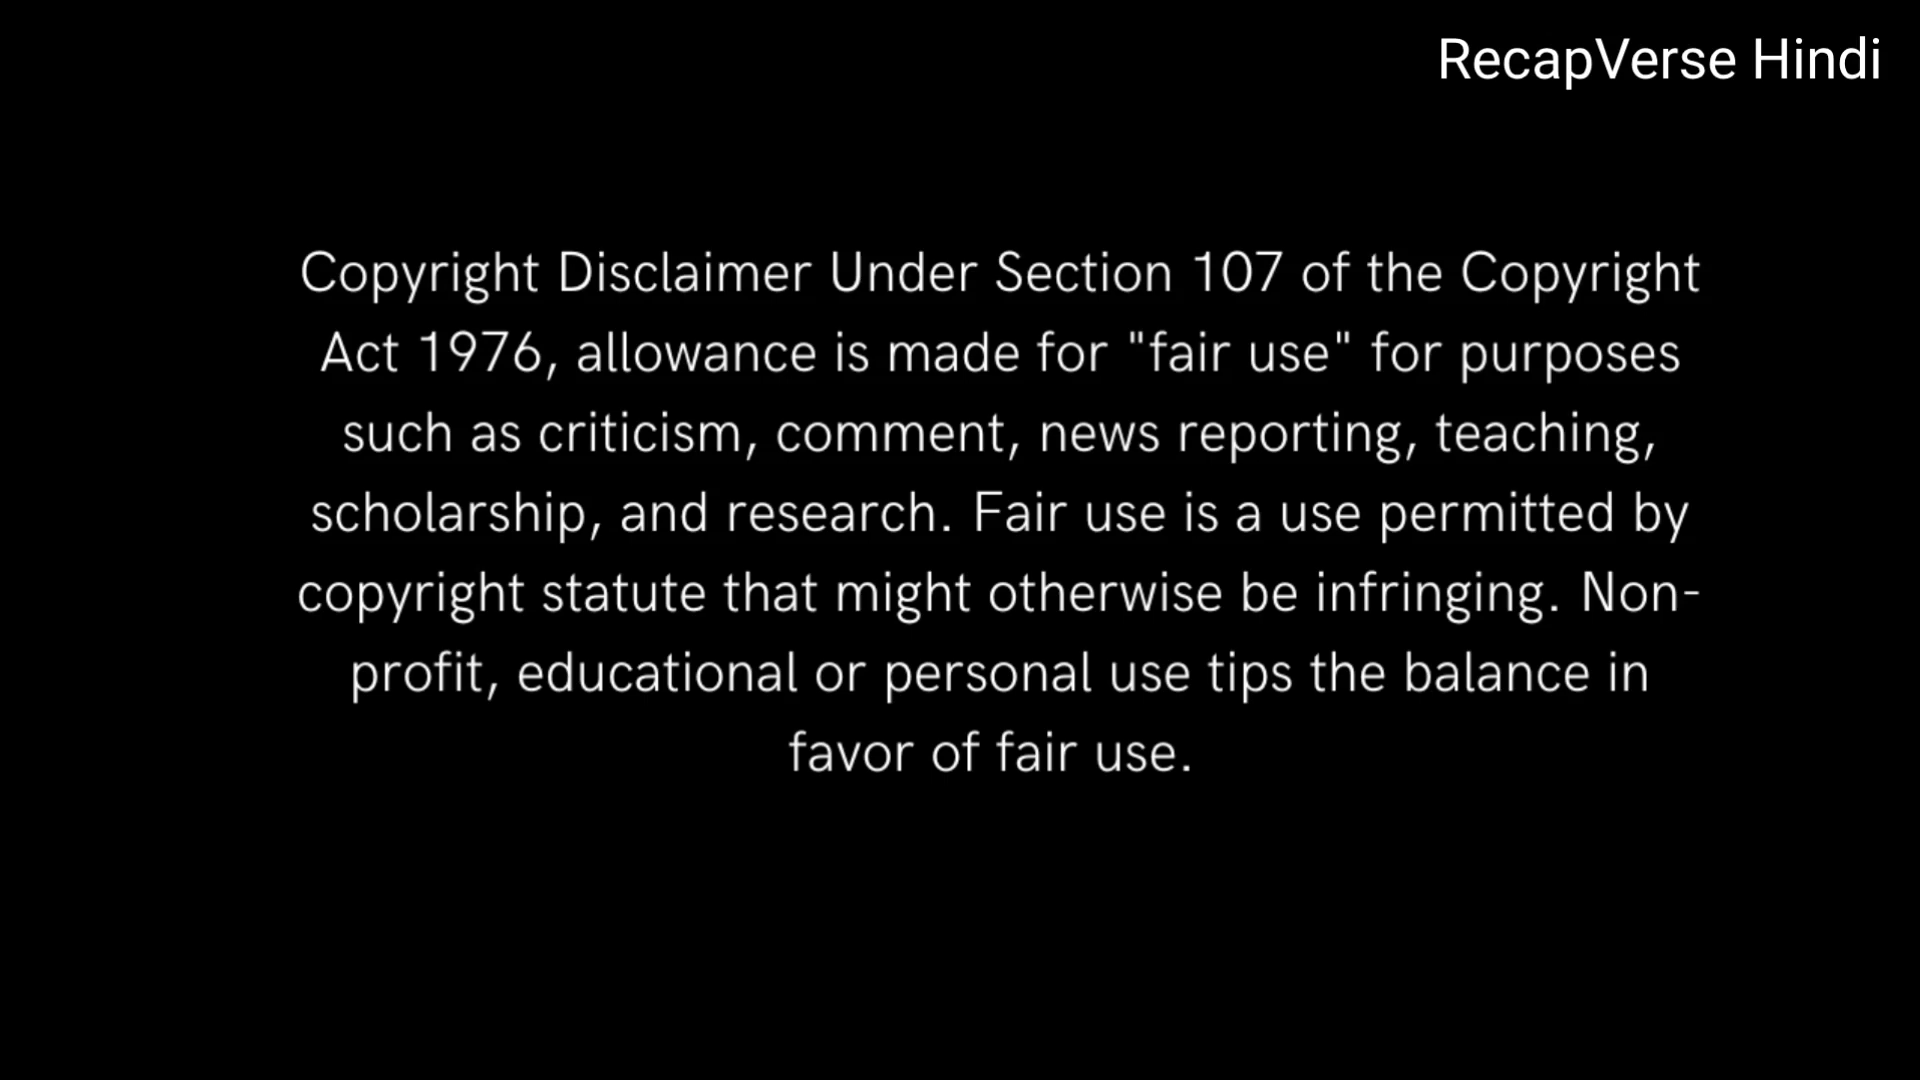 RecapVerse Hindi
Copyright Disclaimer Under Section 107 of the Copyright
Act 1976, allowance is made for "fair use" for purposes
such as criticism, comment, news reporting, teaching,
scholarship, and research. Fair use is a use permitted by
copyright statute that might otherwise be infringing. Non-
profit, educational or personal use tips the balance in
favor of fair use.